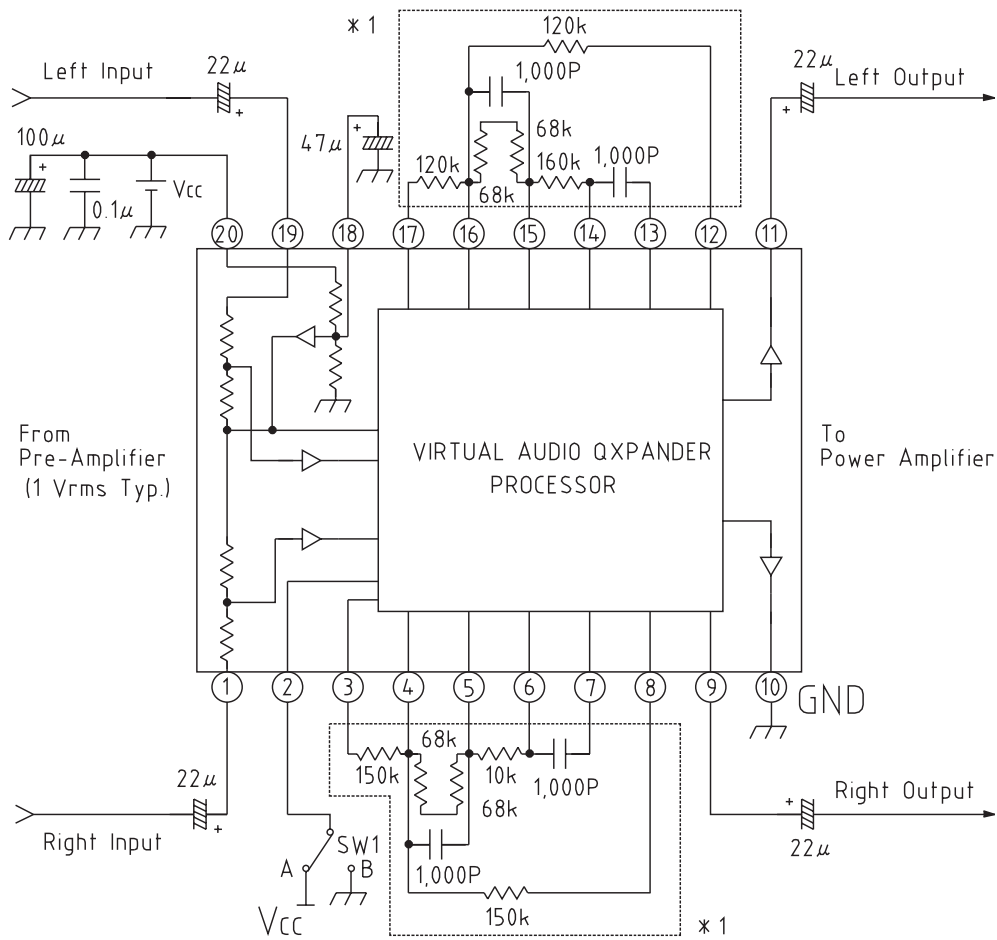 * 1
120k
Left Input
22µ
1,000P
22µ
Left Output
+
+
100µ
+
47µ
+
68k
1,000P
120k
68k
160k
Vcc
0.1µ
20
19
18
17
16
15
14
13
12
11
From
Pre-Amplifier
(1 Vrms Typ.)
VIRTUAL AUDIO QXPANDER
PROCESSOR
To
Power Amplifier
1
2
3
4
5
6
7
8
9
10
GND
68k
150k
10k
1,000P
68k
22µ
+
Right Input
+
Right Output
22µ
SW1
A
B
1,000P
Vcc
150k
* 1